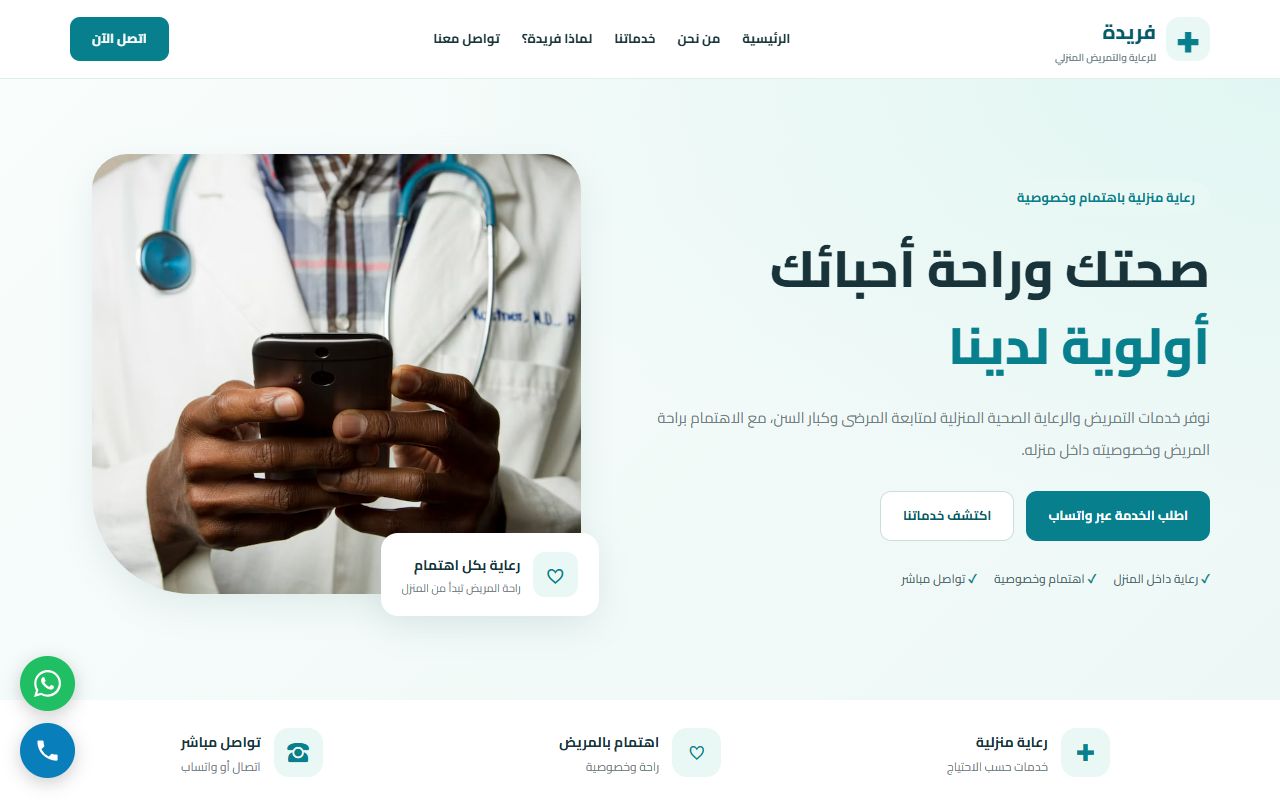 فريدة
للرعاية والتمريض المنزلي
الرئيسية
من نحن
خدماتنا
لماذا فريدة؟
تواصل معنا
اتصل الآن
رعاية منزلية باهتمام وخصوصية
صحتك وراحة أحبائك
أولوية لدينا
نوفر خدمات التمريض والرعاية الصحية المنزلية لمتابعة المرضى وكبار السن، مع الاهتمام براحة
المريض وخصوصيته داخل منزله.
اطلب الخدمة عبر واتساب
اكتشف خدماتنا
✓ رعاية داخل المنزل
✓ اهتمام وخصوصية
✓ تواصل مباشر
رعاية بكل اهتمام
راحة المريض تبدأ من المنزل
رعاية منزلية
خدمات حسب الاحتياج
اهتمام بالمريض
راحة وخصوصية
تواصل مباشر
اتصال أو واتساب